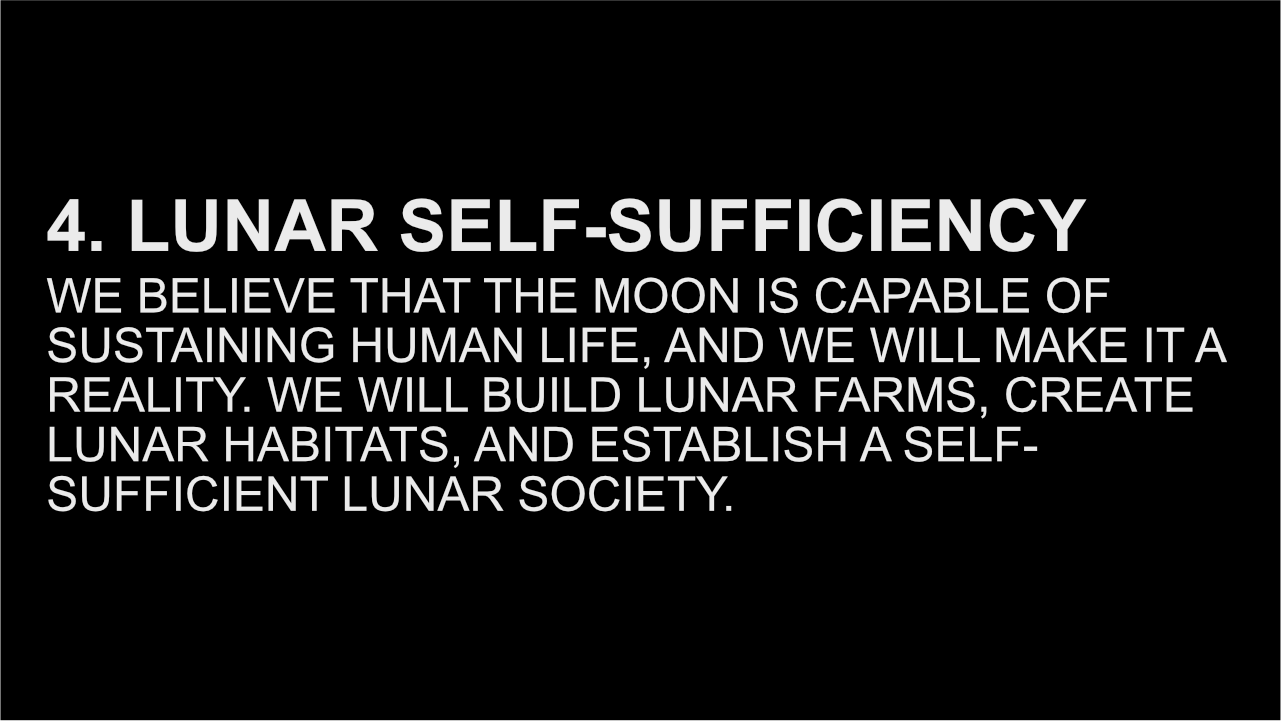 4. LUNAR SELF-SUFFICIENCY
WE BELIEVE THAT THE MOON IS CAPABLE OF
SUSTAINING HUMAN LIFE, AND WE WILL MAKE IT A
REALITY. WE WILL BUILD LUNAR FARMS, CREATE
LUNAR HABITATS, AND ESTABLISH A SELF-
SUFFICIENT LUNAR SOCIETY.